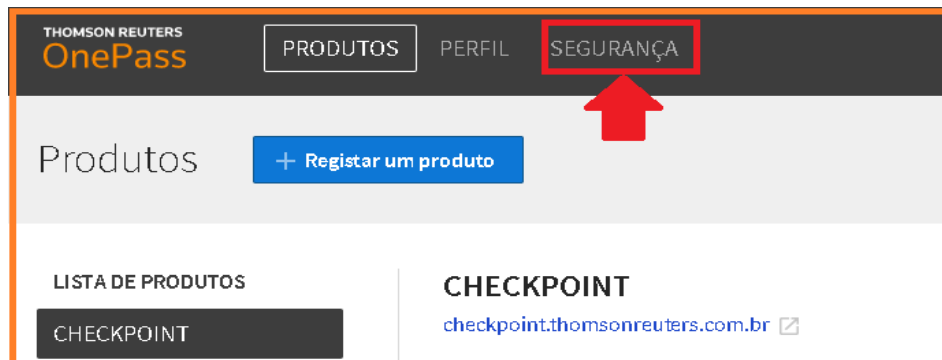 THOMSON REUTERS
OnePass
PRODUTOS PERFIL SEGURANÇA
Produtos
+ Registar um produto
LISTA DE PRODUTOS
CHECKPOINT
CHECKPOINT
checkpoint.thomsonreuters.com.br